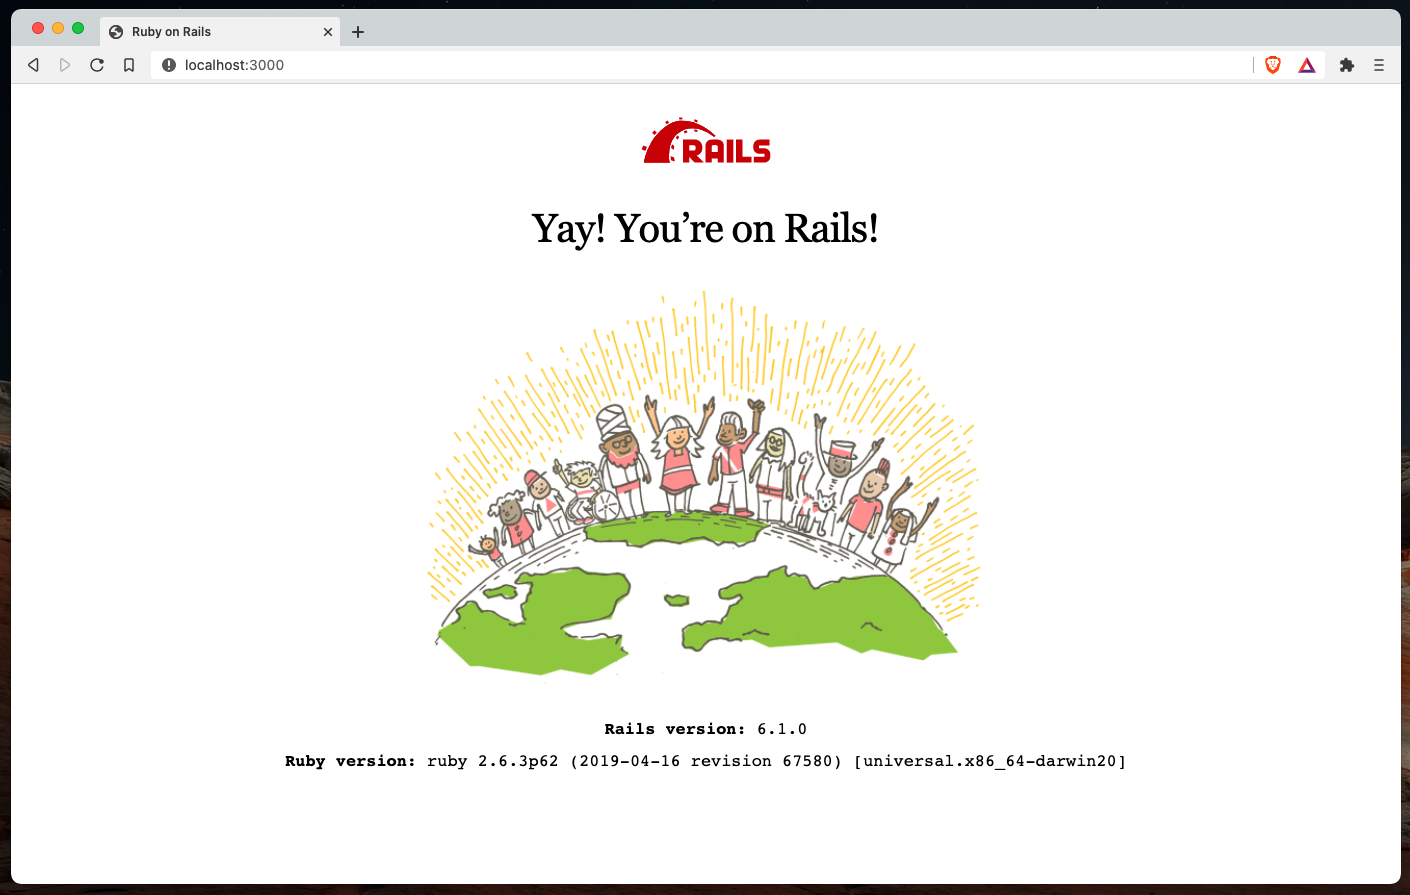 Ruby on Rails
localhost:3000
RAILS
Yay! You’re on Rails!
Rails version: 6.1.0
Ruby version: ruby 2.6.3p62 (2019-04-16 revision 67580) [universal.x86_64-darwin20]